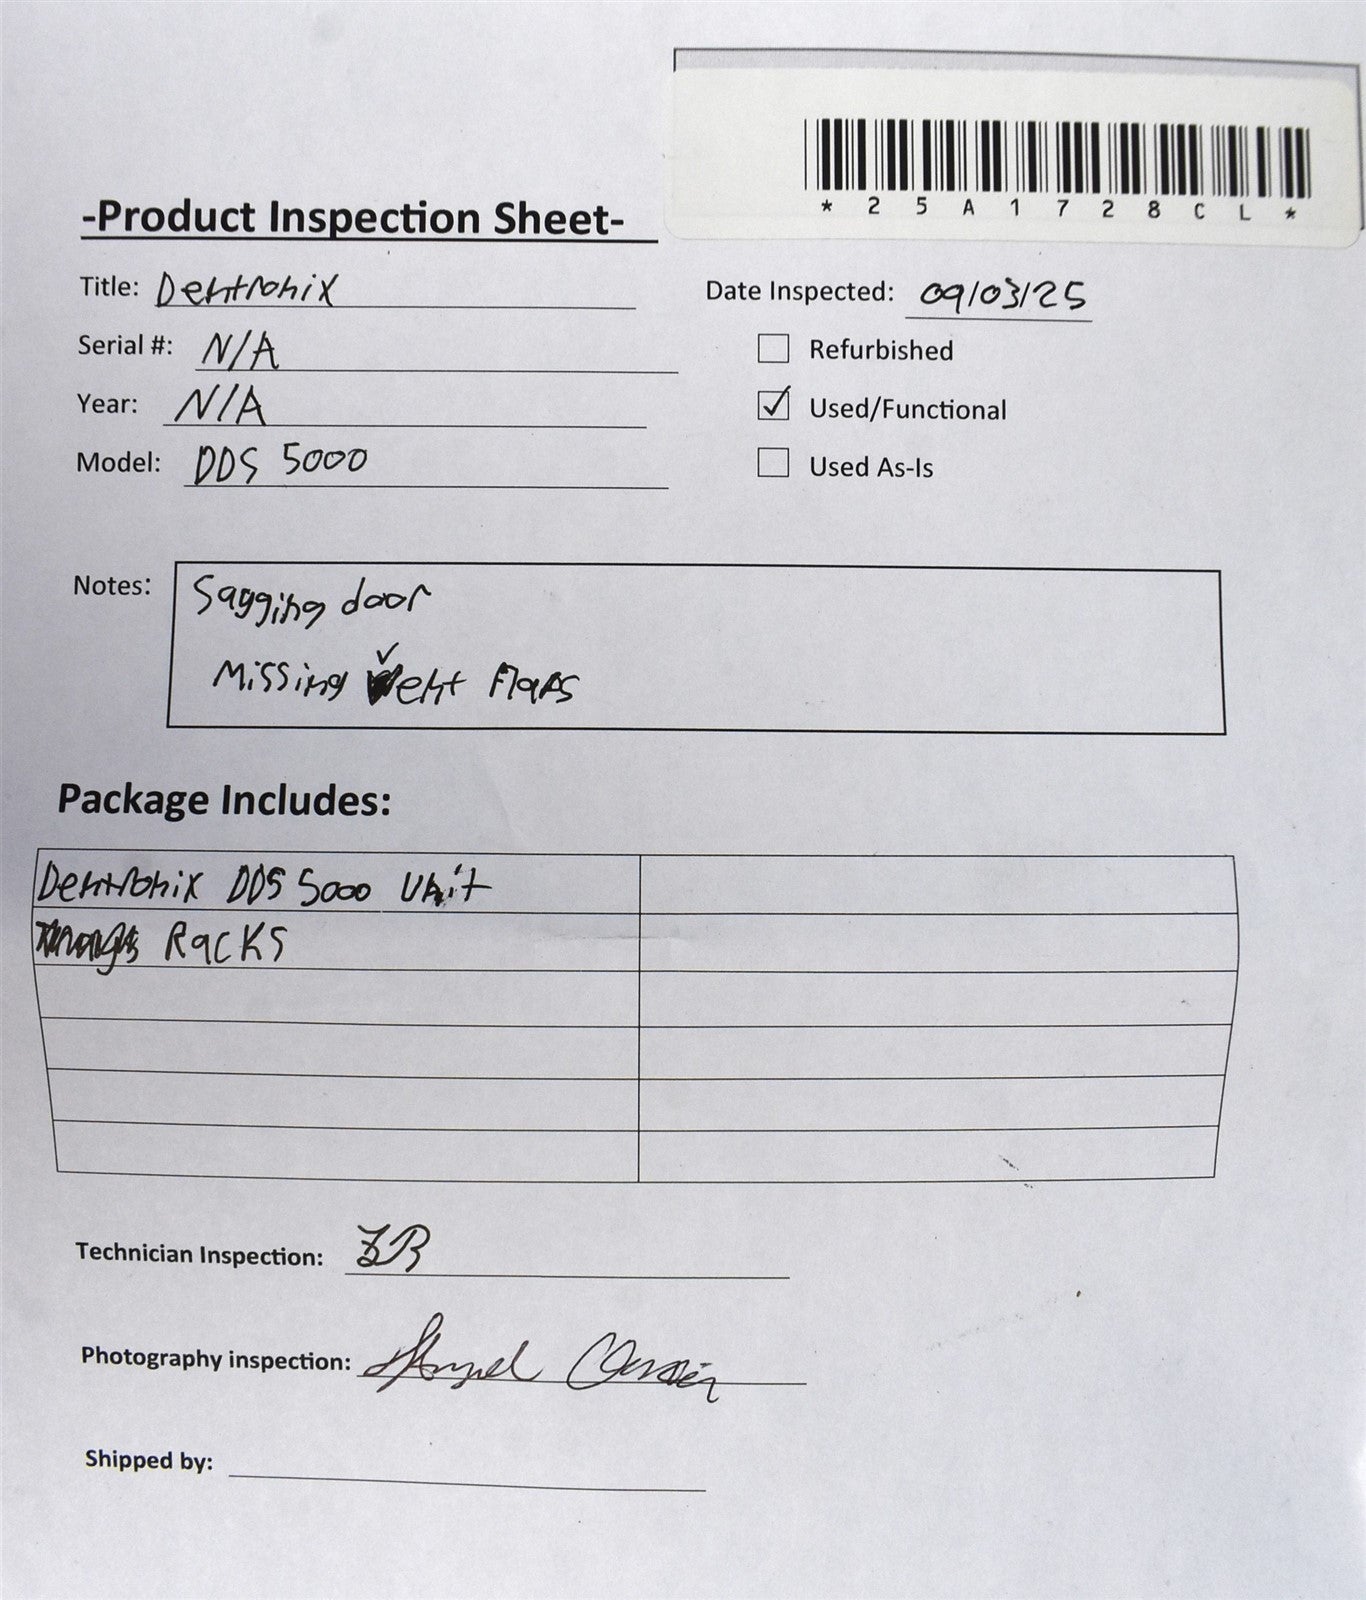 *25A1728CL*
-Product Inspection Sheet-
Title: Dentronix
Date Inspected: 09/03/25
Serial #: N/A
Refurbished
Year: N/A
Used/Functional
Model: DDS 5000
Used As-Is
Notes: Sagging door
Missing vent flaps
Package Includes:
Dentronix DDS 5000 Unit
Racks
Technician Inspection:
Photography inspection:
Shipped by: